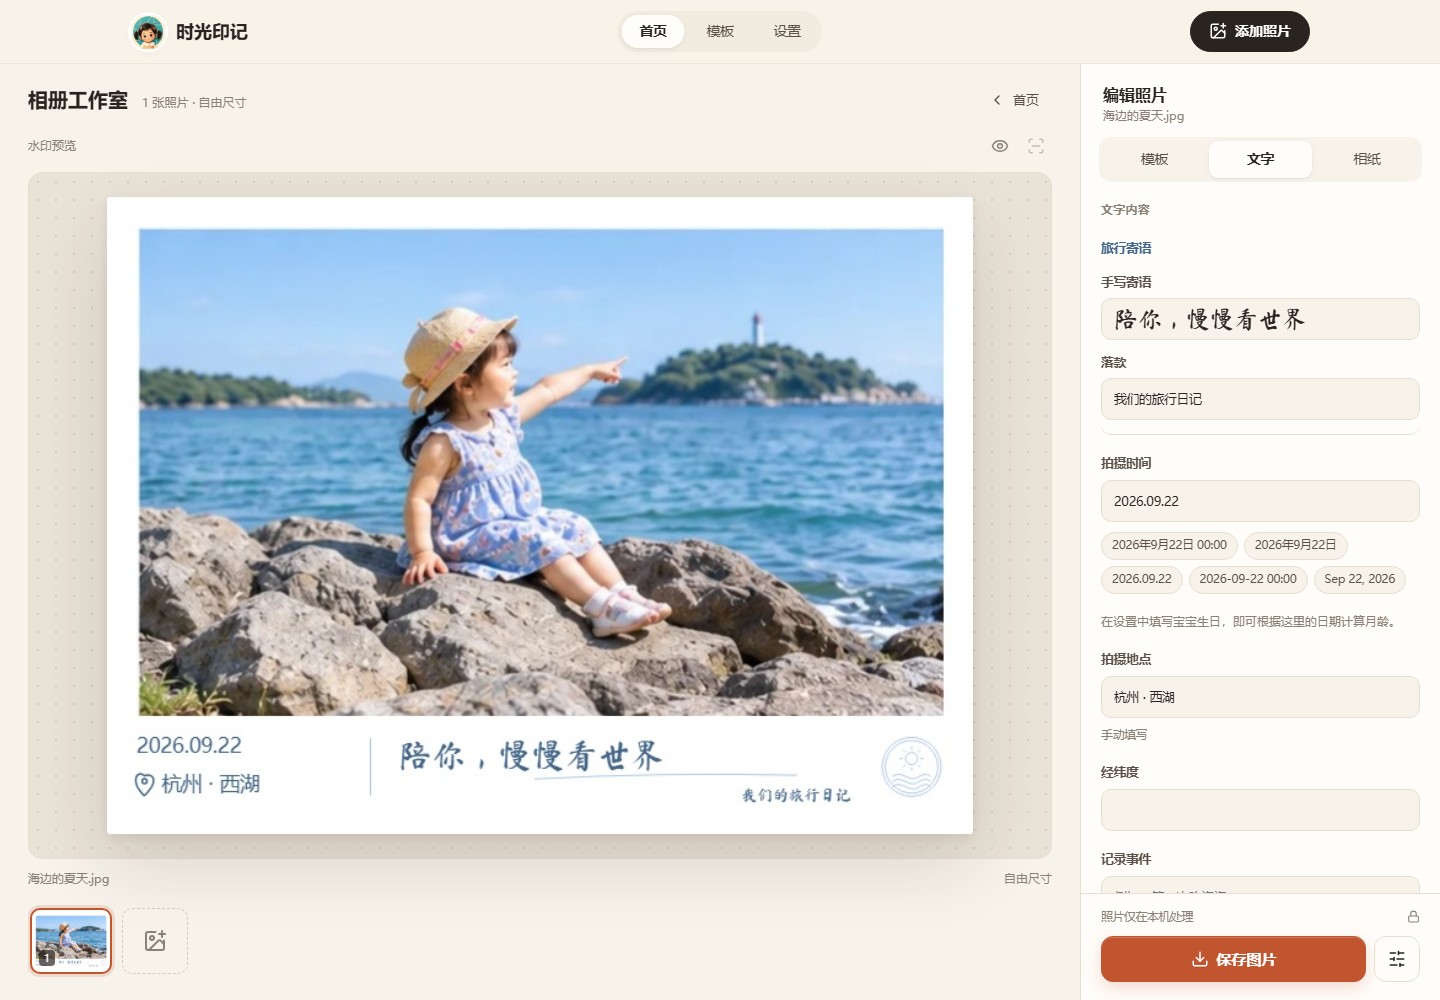 时光印记
首页
模板
设置
添加照片
相册工作室
1 张照片 · 自由尺寸
首页
水印预览
2026.09.22
杭州 · 西湖
陪你，慢慢看世界
我们的旅行日记
海边的夏天.jpg
自由尺寸
1
编辑照片
海边的夏天.jpg
模板
文字
相纸
文字内容
旅行寄语
手写寄语
陪你，慢慢看世界
落款
我们的旅行日记
拍摄时间
2026.09.22
2026年9月22日 00:00
2026年9月22日
2026.09.22
2026-09-22 00:00
Sep 22, 2026
在设置中填写宝宝生日，即可根据这里的日期计算月龄。
拍摄地点
杭州 · 西湖
手动填写
经纬度
记录事件
照片仅在本机处理
保存图片